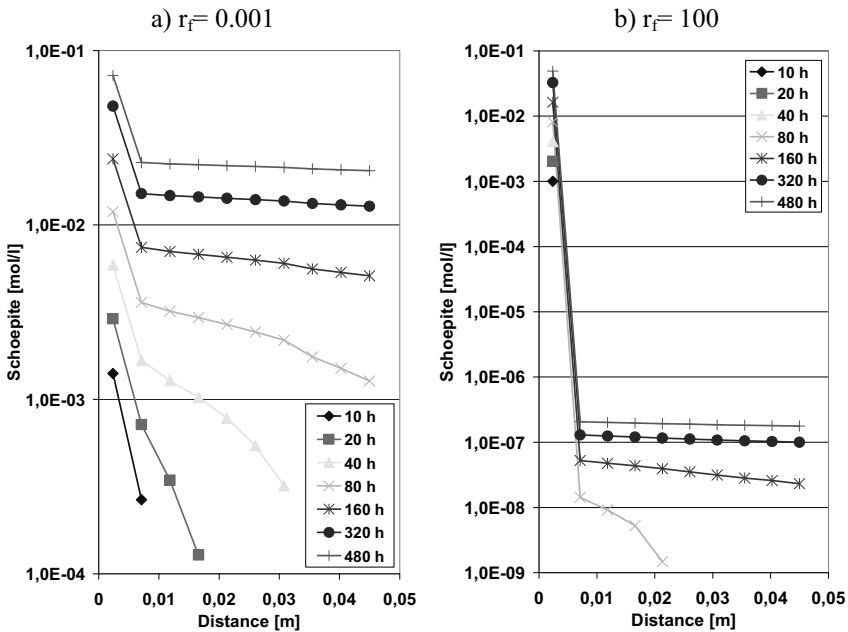 a) rf= 0.001
1,0E-01
1,0E-02
1,0E-03
1,0E-04
Schoepite [mol/l]
10 h
20 h
40 h
80 h
160 h
320 h
480 h
0 0,01 0,02 0,03 0,04 0,05
Distance [m]
b) rf= 100
1,0E-01
1,0E-02
1,0E-03
1,0E-04
1,0E-05
1,0E-06
1,0E-07
1,0E-08
1,0E-09
Schoepite [mol/l]
10 h
20 h
40 h
80 h
160 h
320 h
480 h
0 0,01 0,02 0,03 0,04 0,05
Distance [m]